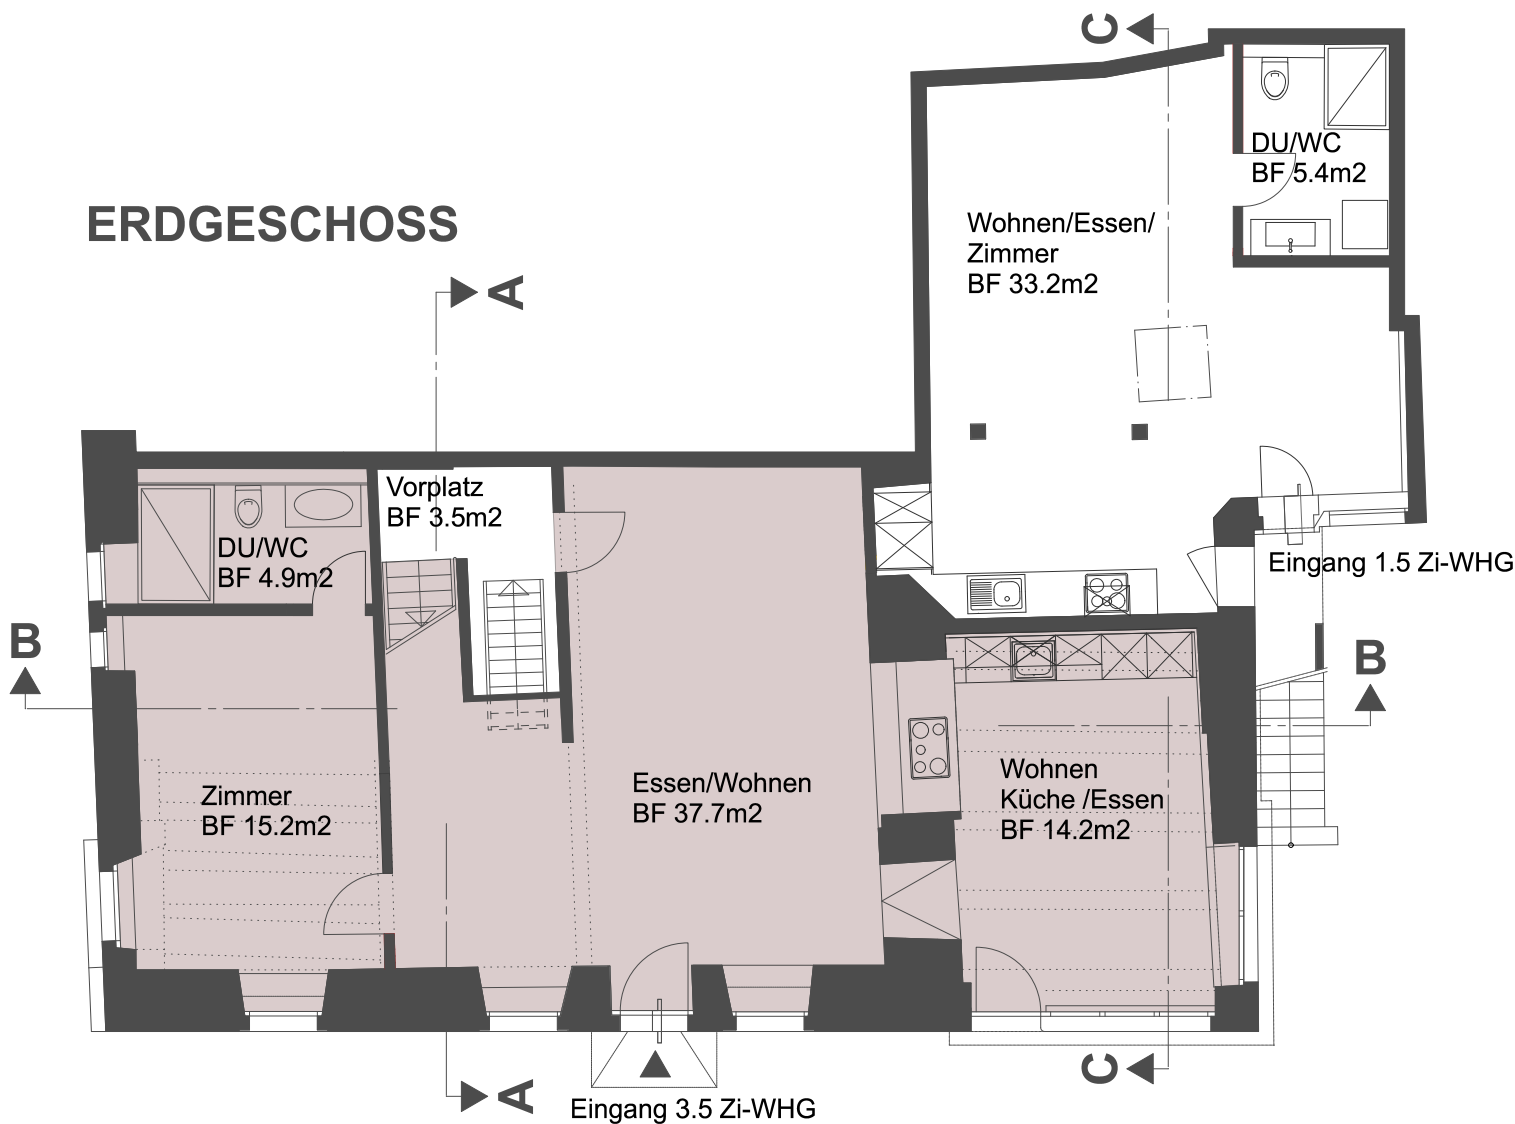 C
DU/WC
BF 5.4m2
ERDGESCHOSS
Wohnen/Essen/
Zimmer
BF 33.2m2
A
Vorplatz
BF 3.5m2
DU/WC
BF 4.9m2
Eingang 1.5 Zi-WHG
B
B
Zimmer
BF 15.2m2
Essen/Wohnen
BF 37.7m2
Wohnen
Küche /Essen
BF 14.2m2
A
C
Eingang 3.5 Zi-WHG